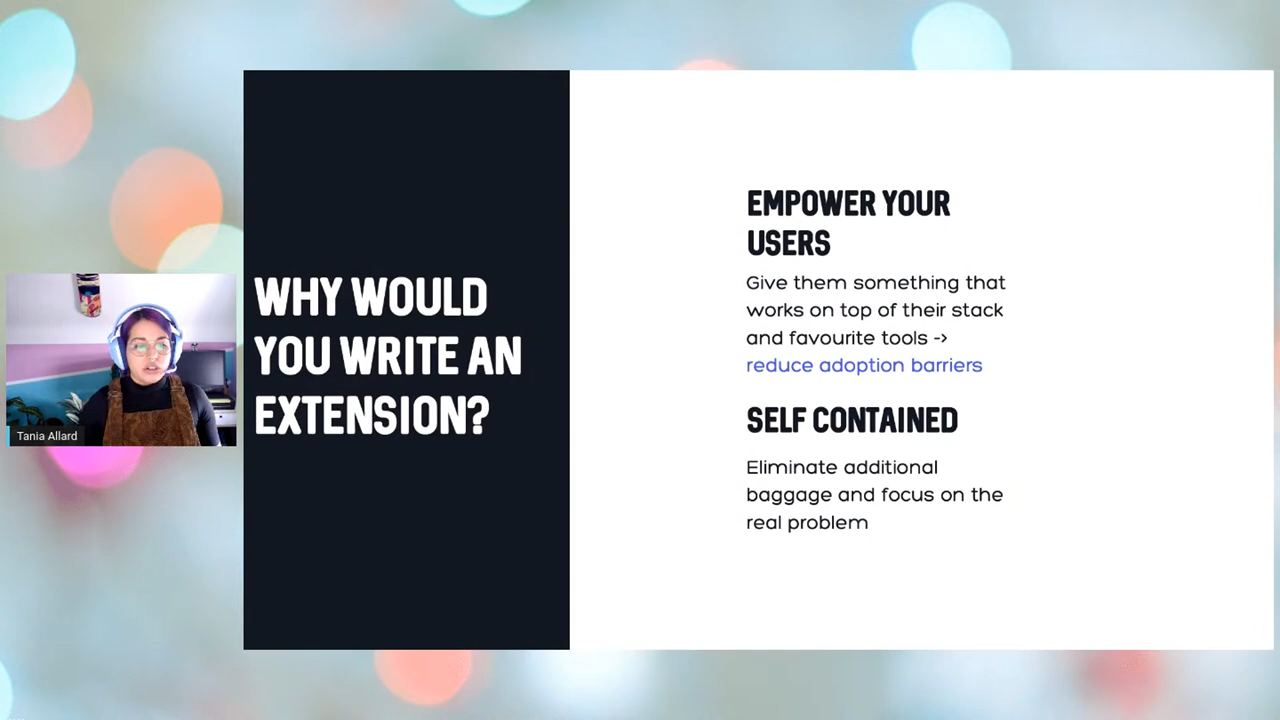 WHY WOULD
YOU WRITE AN
EXTENSION?
EMPOWER YOUR
USERS
Give them something that
works on top of their stack
and favourite tools ->
reduce adoption barriers
SELF CONTAINED
Eliminate additional
baggage and focus on the
real problem
Tania Allard